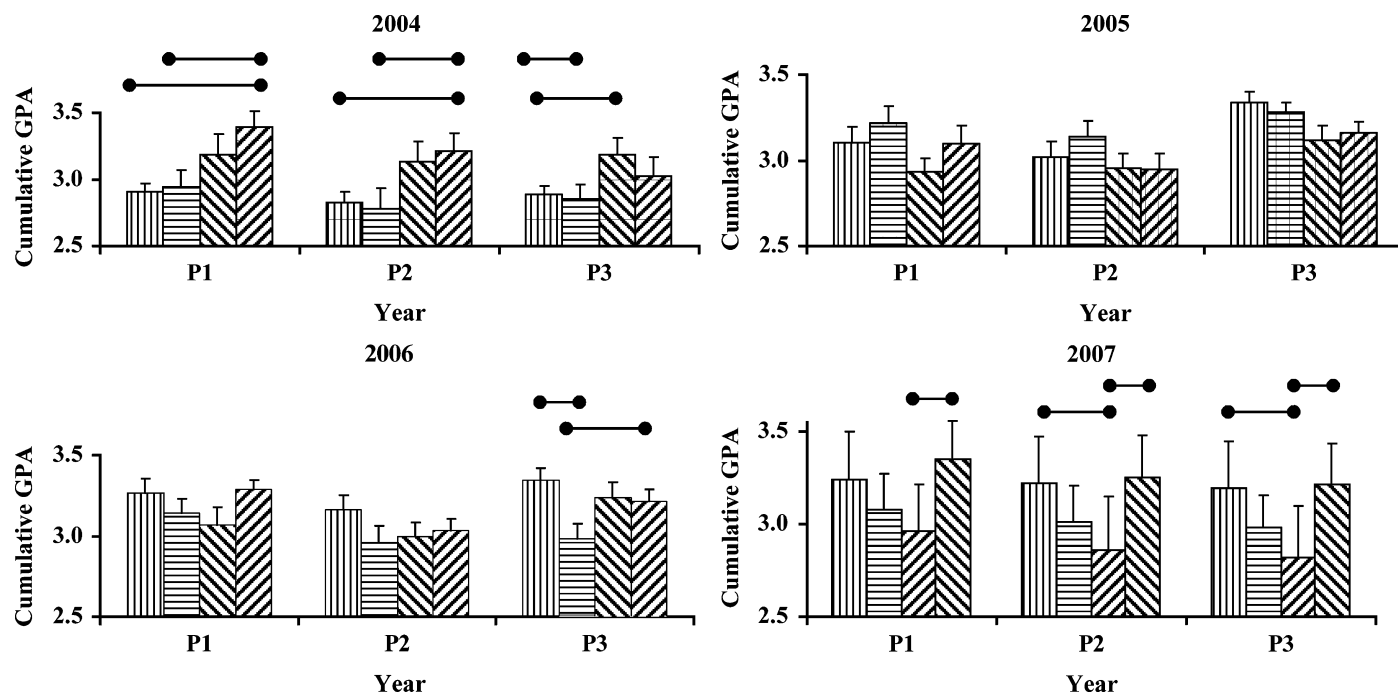 2004
Cumulative GPA
3.5
3.0
2.5
P1 P2 P3
Year
2005
Cumulative GPA
3.5
3.0
2.5
P1 P2 P3
Year
2006
Cumulative GPA
3.5
3.0
2.5
P1 P2 P3
Year
2007
Cumulative GPA
3.5
3.0
2.5
P1 P2 P3
Year